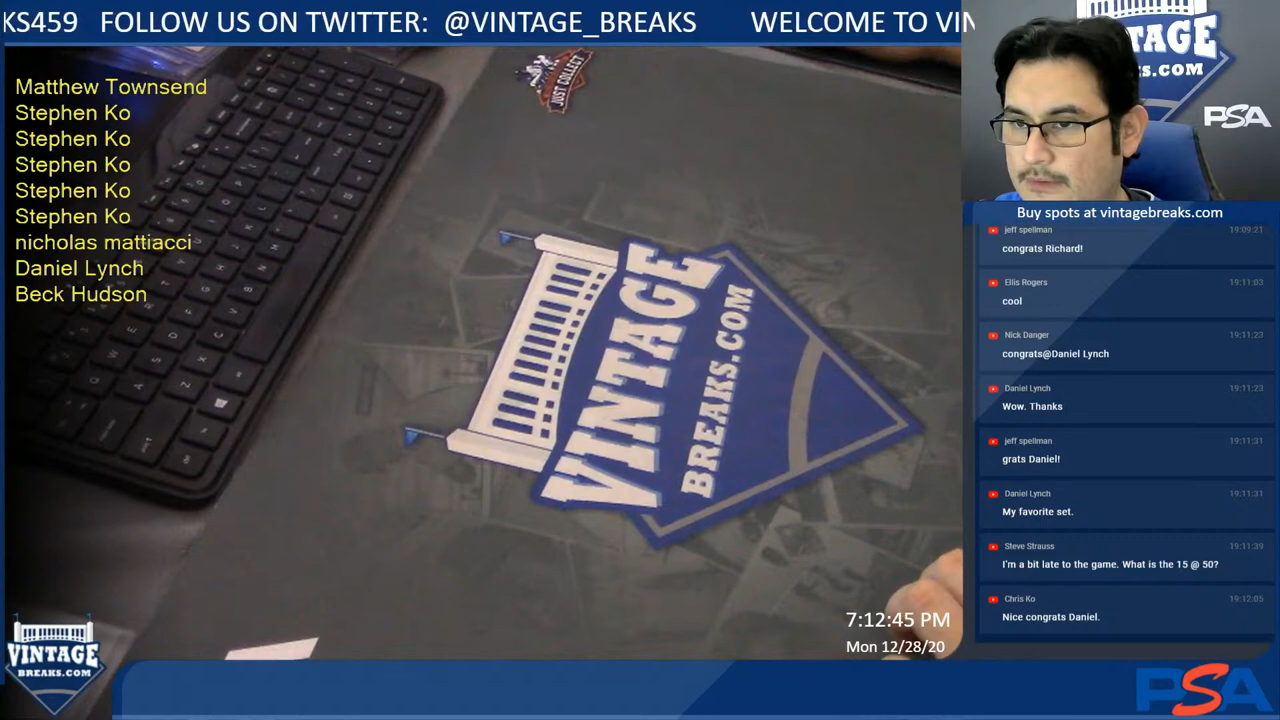 KS459 FOLLOW US ON TWITTER: @VINTAGE_BREAKS WELCOME TO VIN
Matthew Townsend
Stephen Ko
Stephen Ko
Stephen Ko
Stephen Ko
Stephen Ko
nicholas mattiacci
Daniel Lynch
Beck Hudson
JUST COLLECT
VINTAGE
BREAKS.COM
TAGE
KS.COM
PSA
Buy spots at vintagebreaks.com
jeff spellman 19:09:21
congrats Richard!
Ellis Rogers 19:11:03
cool
Nick Danger 19:11:23
congrats@Daniel Lynch
Daniel Lynch 19:11:23
Wow. Thanks
jeff spellman 19:11:31
grats Daniel!
Daniel Lynch 19:11:31
My favorite set.
Steve Strauss 19:11:39
I'm a bit late to the game. What is the 15 @ 50?
Chris Ko 19:12:05
Nice congrats Daniel.
7:12:45 PM
Mon 12/28/20
VINTAGE
BREAKS.COM
PSA